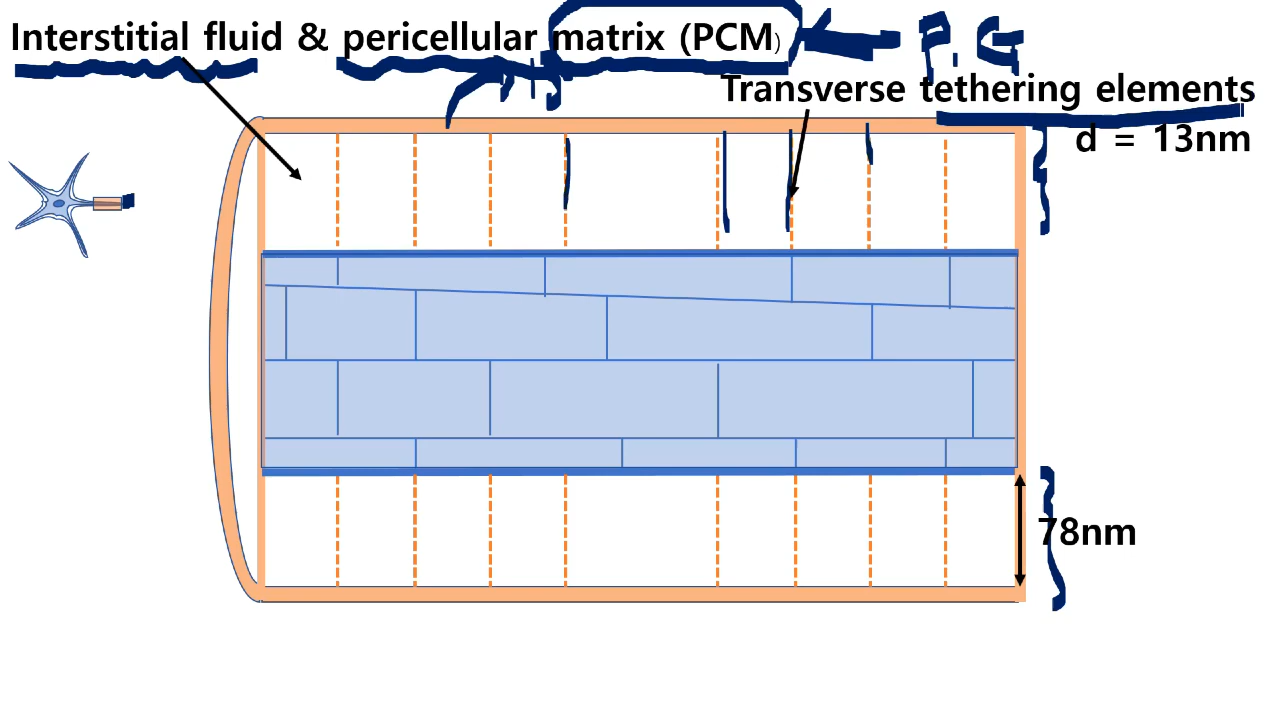 Interstitial fluid & pericellular matrix (PCM)
P. G
Transverse tethering elements
d = 13nm
78nm